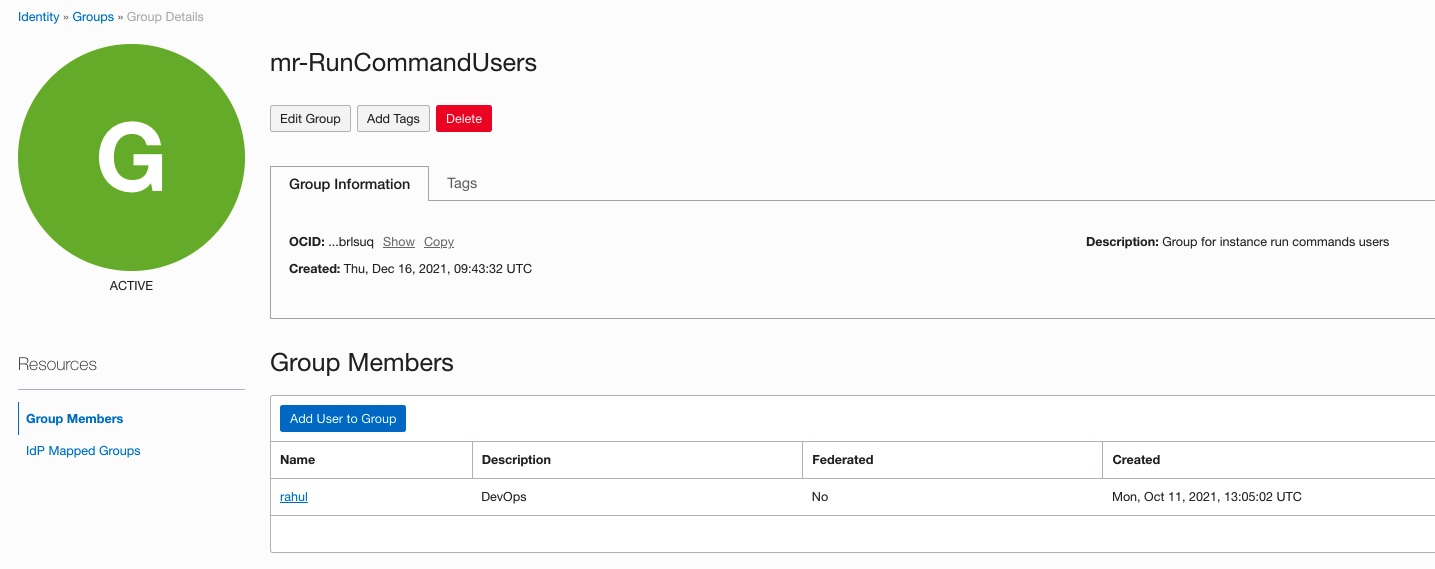 Identity » Groups » Group Details
G
ACTIVE
mr-RunCommandUsers
Edit Group Add Tags Delete
Group Information Tags
OCID: ...brlsuq Show Copy
Description: Group for instance run commands users
Created: Thu, Dec 16, 2021, 09:43:32 UTC
Resources
Group Members
IdP Mapped Groups
Group Members
Add User to Group
Name Description Federated Created
rahul DevOps No Mon, Oct 11, 2021, 13:05:02 UTC